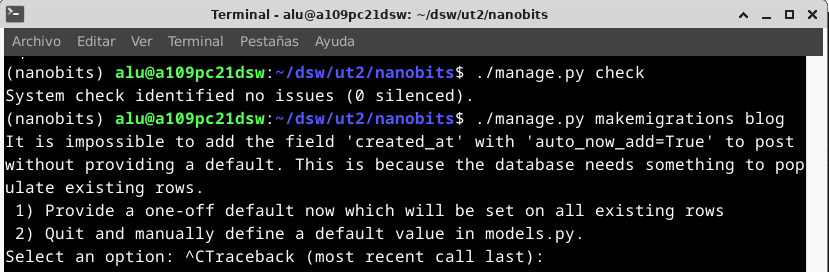 Terminal - alu@a109pc21dsw: ~/dsw/ut2/nanobits
Archivo Editar Ver Terminal Pestañas Ayuda
(nanobits) alu@a109pc21dsw:~/dsw/ut2/nanobits$ ./manage.py check
System check identified no issues (0 silenced).
(nanobits) alu@a109pc21dsw:~/dsw/ut2/nanobits$ ./manage.py makemigrations blog
It is impossible to add the field 'created_at' with 'auto_now_add=True' to post
without providing a default. This is because the database needs something to pop
ulate existing rows.
 1) Provide a one-off default now which will be set on all existing rows
 2) Quit and manually define a default value in models.py.
Select an option: ^CTraceback (most recent call last):